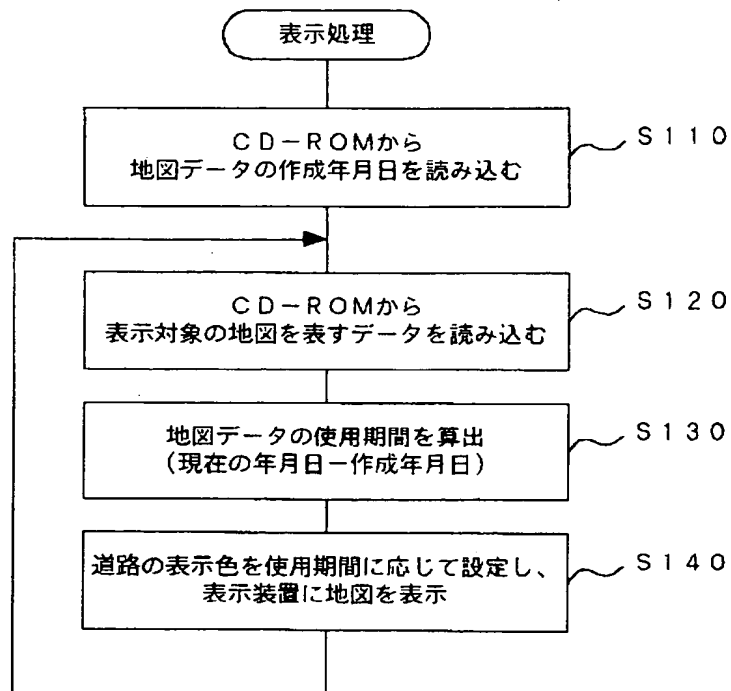 表示処理
ＣＤ－ＲＯＭから
地図データの作成年月日を読み込む
Ｓ１１０
ＣＤ－ＲＯＭから
表示対象の地図を表すデータを読み込む
Ｓ１２０
地図データの使用期間を算出
（現在の年月日－作成年月日）
Ｓ１３０
道路の表示色を使用期間に応じて設定し、
表示装置に地図を表示
Ｓ１４０